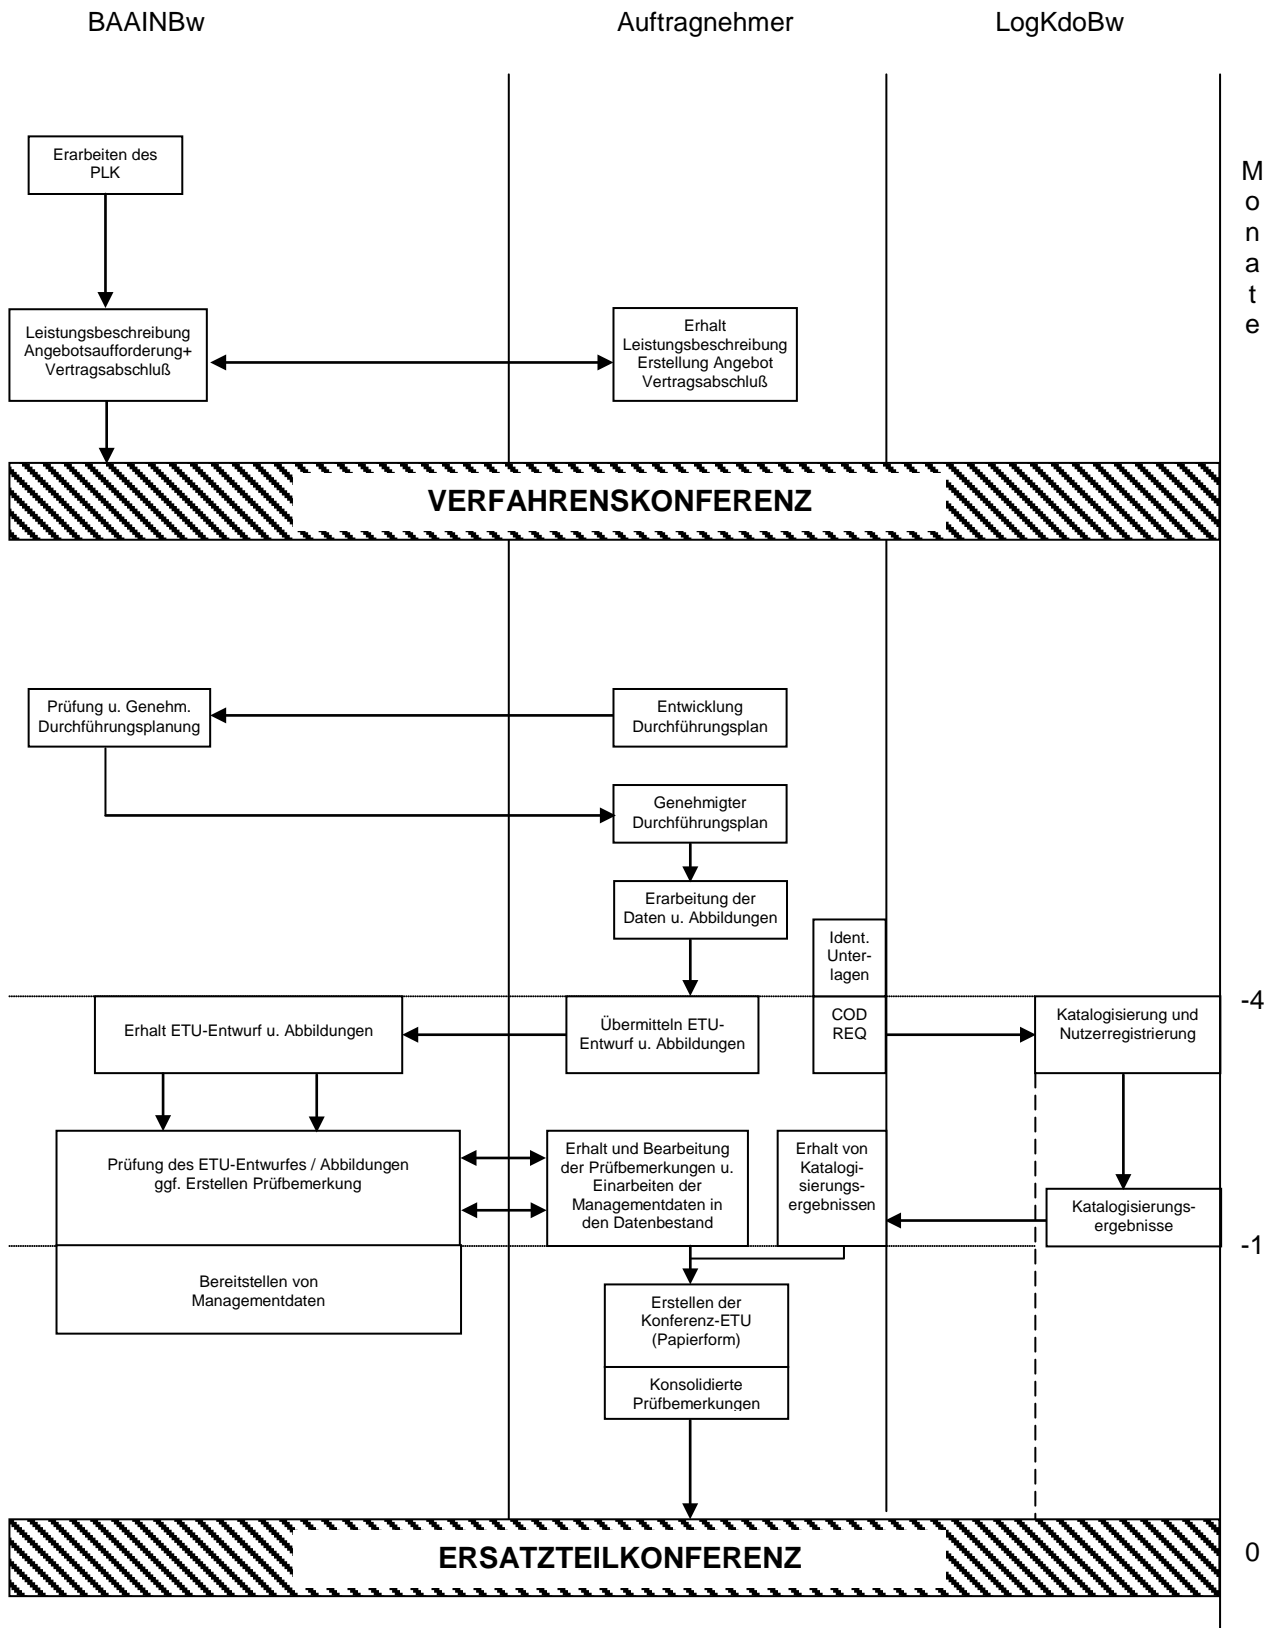 BAAINBw
Auftragnehmer
LogKdoBw
Erarbeiten des
PLK
M
o
n
a
t
e
Leistungsbeschreibung
Angebotsaufforderung+
Vertragsabschluß
Erhalt
Leistungsbeschreibung
Erstellung Angebot
Vertragsabschluß
VERFAHRENSKONFERENZ
Prüfung u. Genehm.
Durchführungsplanung
Entwicklung
Durchführungsplan
Genehmigter
Durchführungsplan
Erarbeitung der
Daten u. Abbildungen
Ident.
Unter-
lagen
-4
Erhalt ETU-Entwurf u. Abbildungen
Übermitteln ETU-
Entwurf u. Abbildungen
COD
REQ
Katalogisierung und
Nutzerregistrierung
Prüfung des ETU-Entwurfes / Abbildungen
ggf. Erstellen Prüfbemerkung
Erhalt und Bearbeitung
der Prüfbemerkungen u.
Einarbeiten der
Managementdaten in
den Datenbestand
Erhalt von
Katalogi-
sierungs-
ergebnissen
Katalogisierungs-
ergebnisse
-1
Bereitstellen von
Managementdaten
Erstellen der
Konferenz-ETU
(Papierform)
Konsolidierte
Prüfbemerkungen
ERSATZTEILKONFERENZ
0